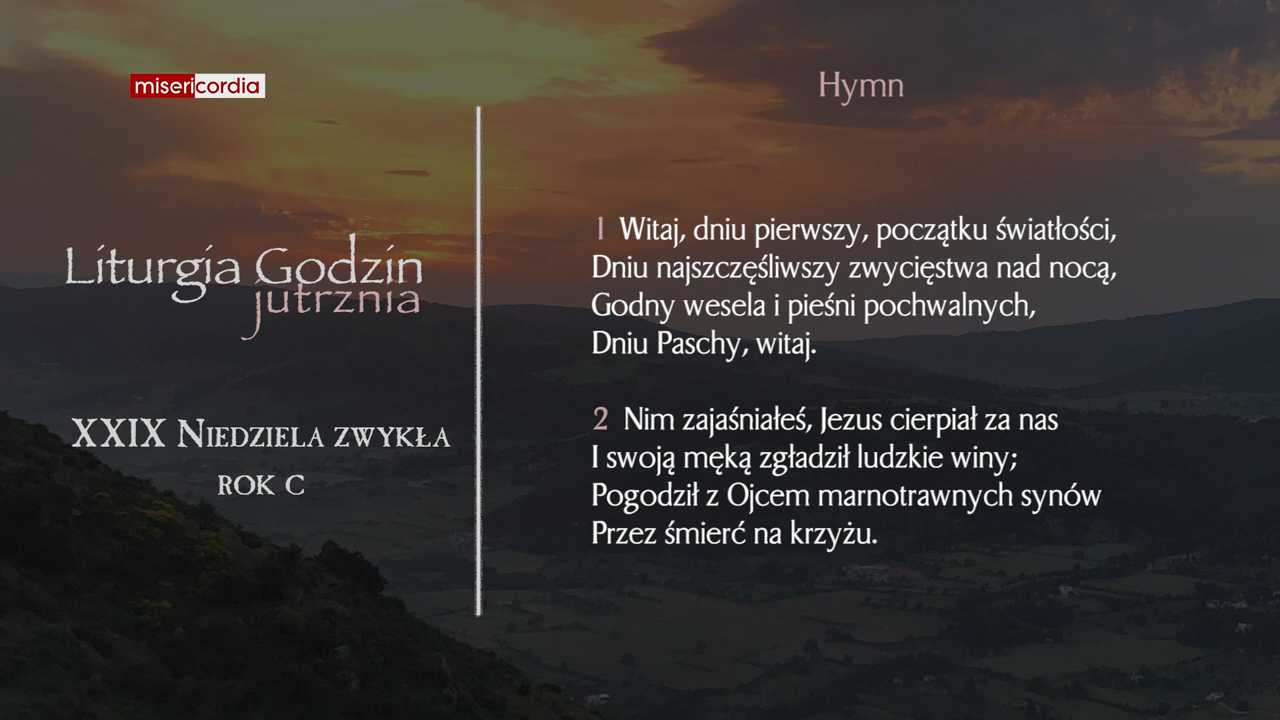 misericordia
Liturgia Godzin
jutrznia
XXIX Niedziela zwykła
rok C
Hymn
1 Witaj, dniu pierwszy, początku światłości,
Dniu najszczęśliwszy zwycięstwa nad nocą,
Godny wesela i pieśni pochwalnych,
Dniu Paschy, witaj.
2 Nim zajaśniałeś, Jezus cierpiał za nas
I swoją męką zgładził ludzkie winy;
Pogodził z Ojcem marnotrawnych synów
Przez śmierć na krzyżu.